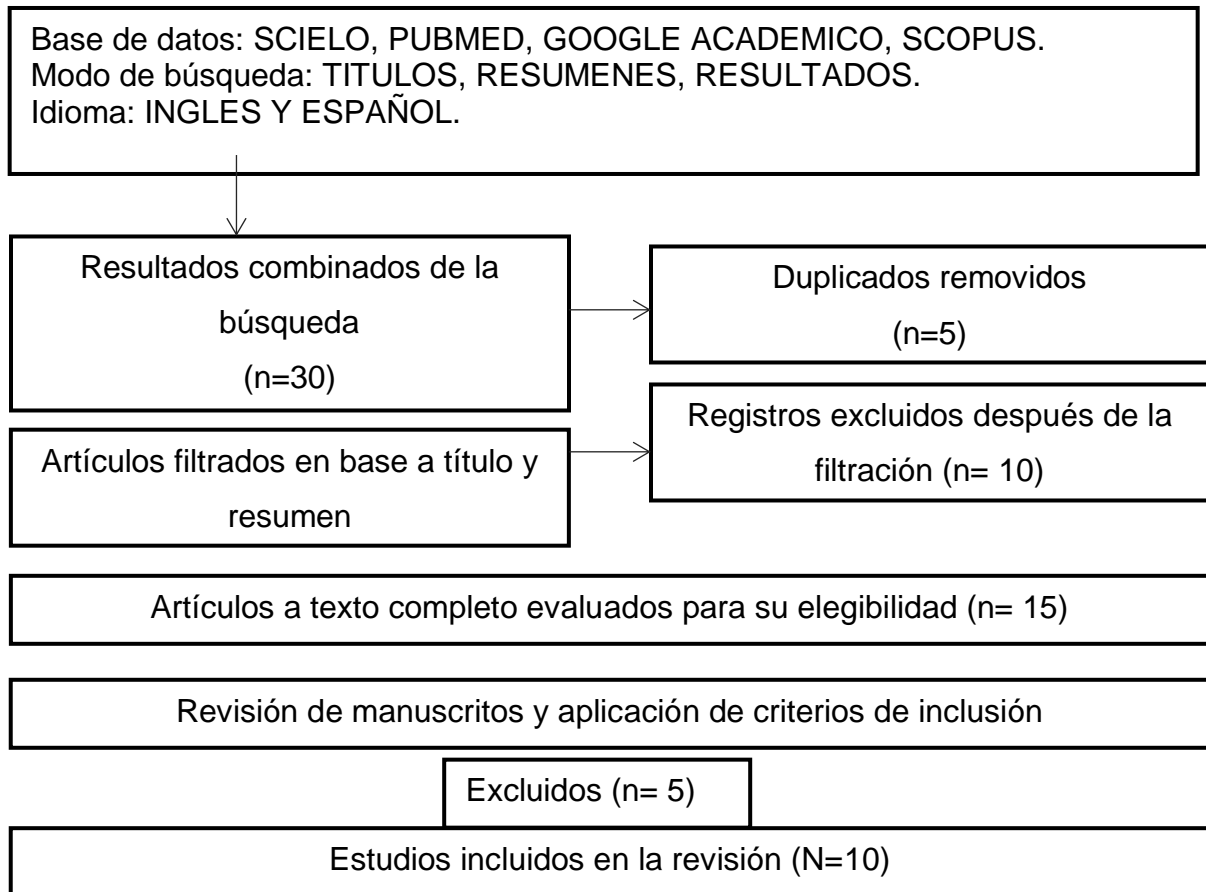 Base de datos: SCIELO, PUBMED, GOOGLE ACADEMICO, SCOPUS.
Modo de búsqueda: TITULOS, RESUMENES, RESULTADOS.
Idioma: INGLES Y ESPAÑOL.
Resultados combinados de la
búsqueda
(n=30)
Duplicados removidos
(n=5)
Artículos filtrados en base a título y
resumen
Registros excluidos después de la
filtración (n= 10)
Artículos a texto completo evaluados para su elegibilidad (n= 15)
Revisión de manuscritos y aplicación de criterios de inclusión
Excluidos (n= 5)
Estudios incluidos en la revisión (N=10)